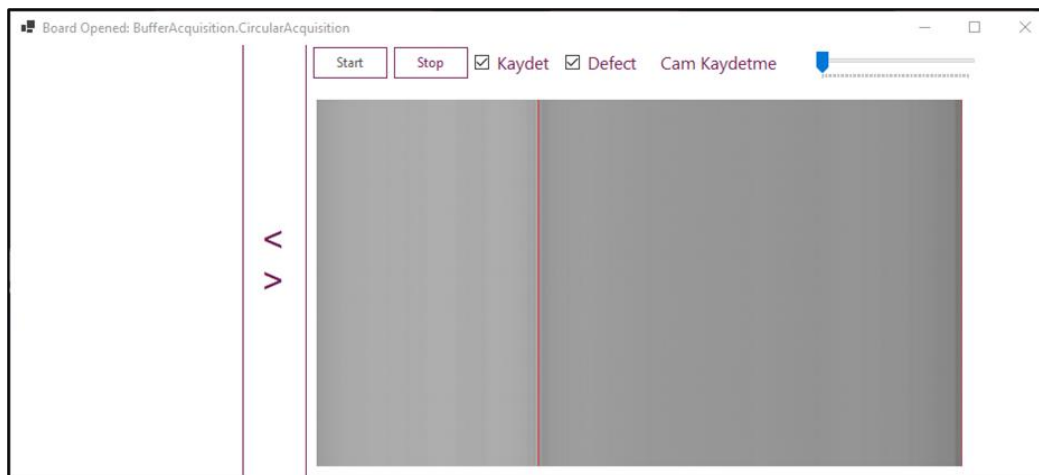 Board Opened: BufferAcquisition.CircularAcquisition
Start Stop Kaydet Defect Cam Kaydetme
<
>